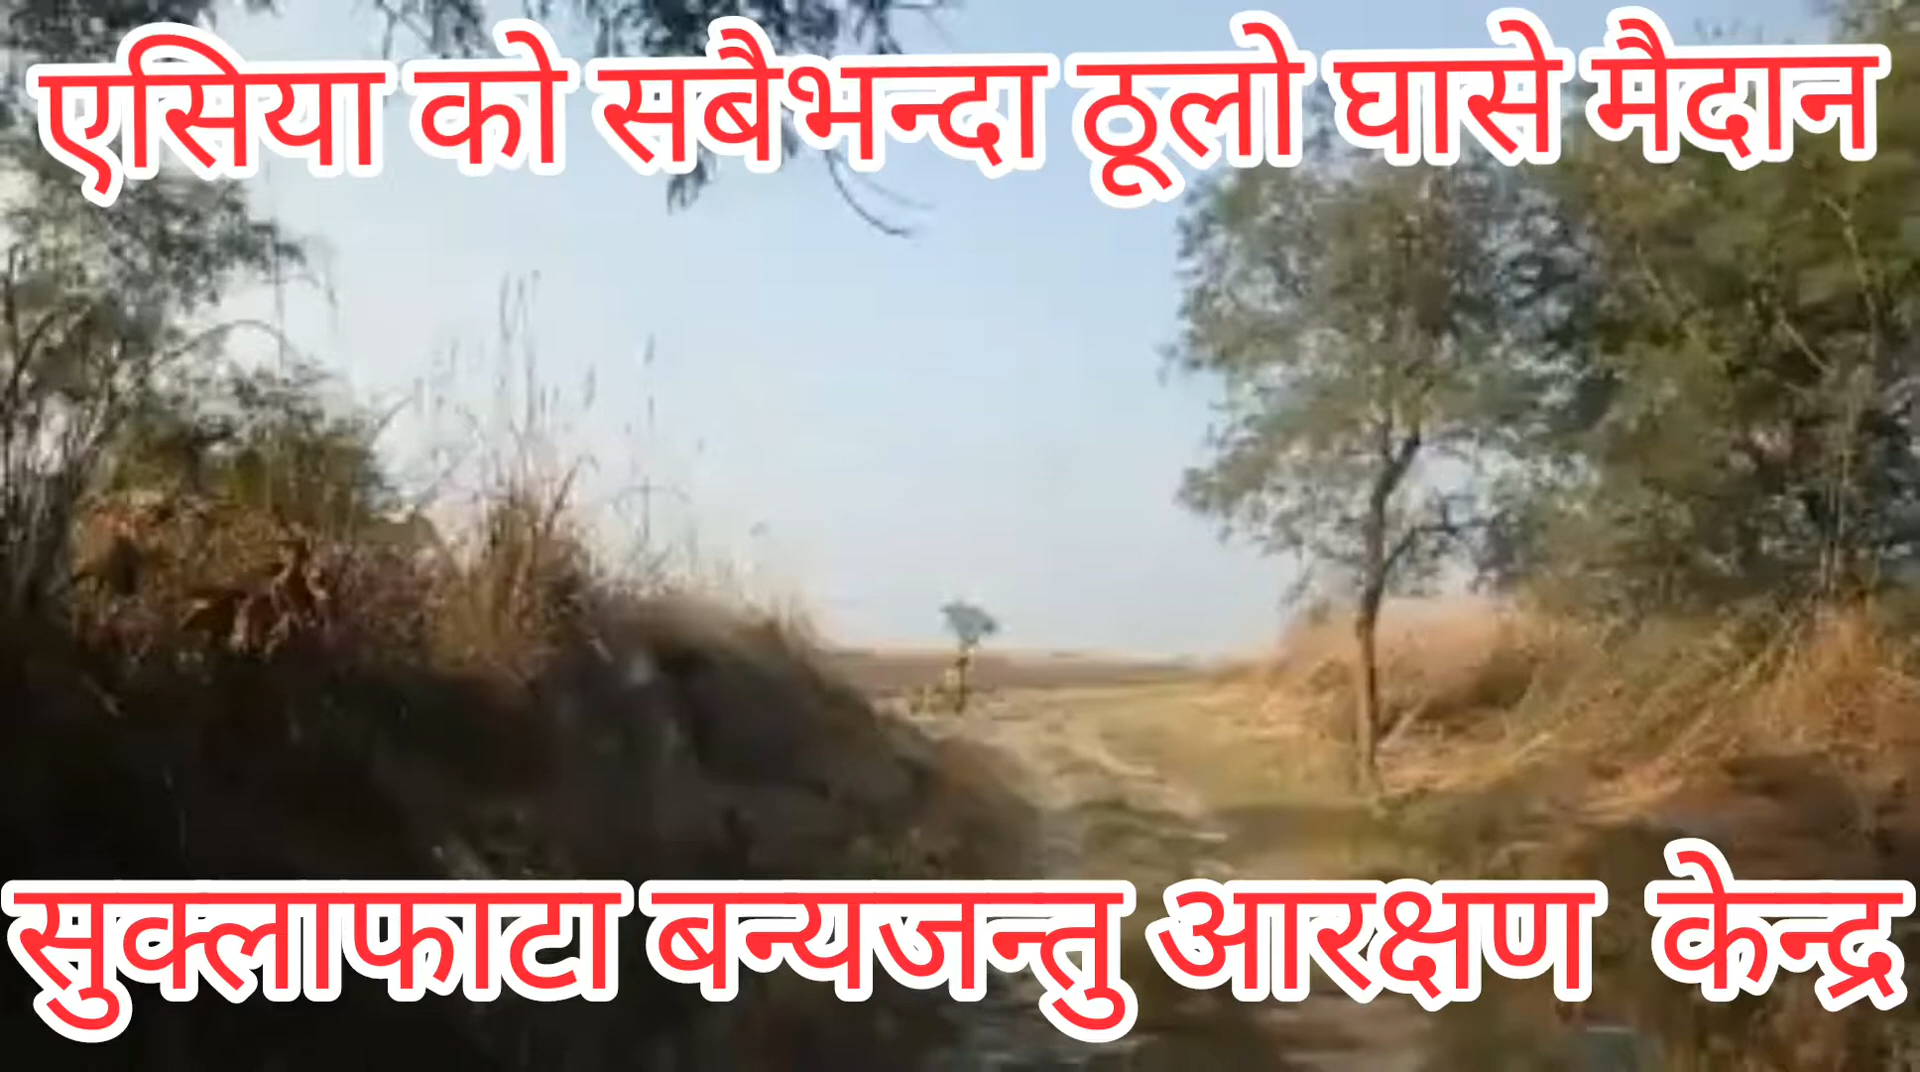 एसिया को सबैभन्दा ठूलो घासे मैदान
सुक्लाफाटा बन्यजन्तु आरक्षण केन्द्र